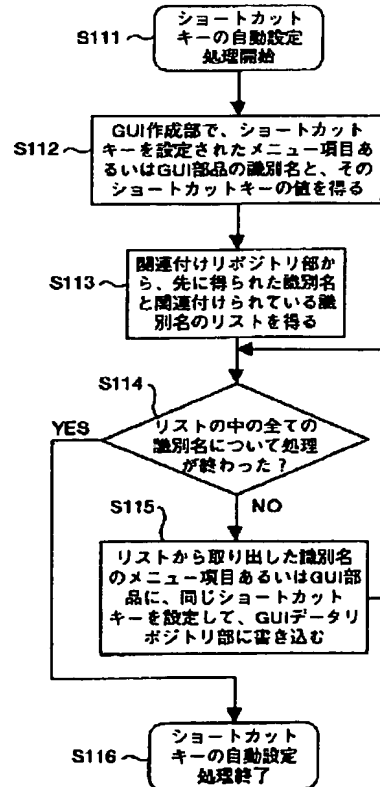 S111
ショートカット
キーの自動設定
処理開始
S112
GUI作成部で、ショートカット
キーを設定されたメニュー項目あ
るいはGUI部品の識別名と、その
ショートカットキーの値を得る
S113
関連付けリポジトリ部か
ら、先に得られた識別名
と関連付けられている識
別名のリストを得る
S114
リストの中の全ての
識別名について処理
が終わった？
YES
NO
S115
リストから取り出した識別名
のメニュー項目あるいはGUI部
品に、同じショートカット
キーを設定して、GUIデータリ
ポジトリ部に書き込む
S116
ショートカット
キーの自動設定
処理終了